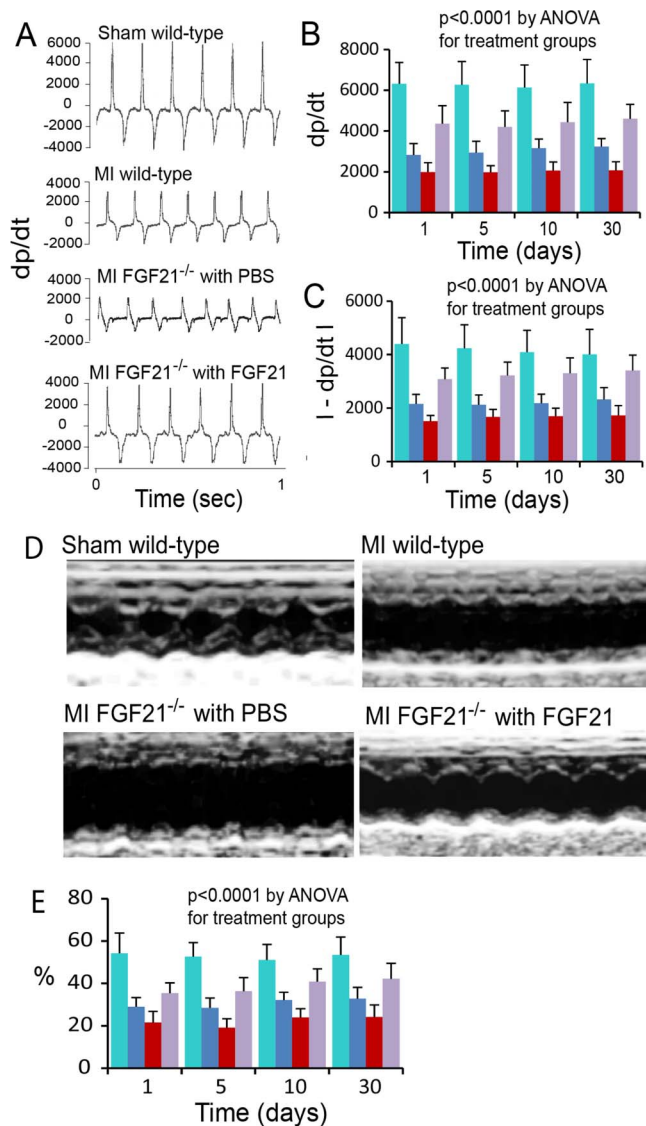 A
Sham wild-type
6000
4000
2000
0
-2000
-4000
MI wild-type
4000
2000
0
-2000
dp/dt
MI FGF21-/- with PBS
4000
2000
0
-2000
MI FGF21-/- with FGF21
4000
2000
0
-2000
-4000
0 1
Time (sec)
B
p<0.0001 by ANOVA
for treatment groups
8000
6000
4000
2000
0
dp/dt
1 5 10 30
Time (days)
C
p<0.0001 by ANOVA
for treatment groups
6000
4000
2000
0
I - dp/dt I
1 5 10 30
Time (days)
D
Sham wild-type
MI wild-type
MI FGF21-/- with PBS
MI FGF21-/- with FGF21
E
p<0.0001 by ANOVA
for treatment groups
80
60
40
20
0
%
1 5 10 30
Time (days)